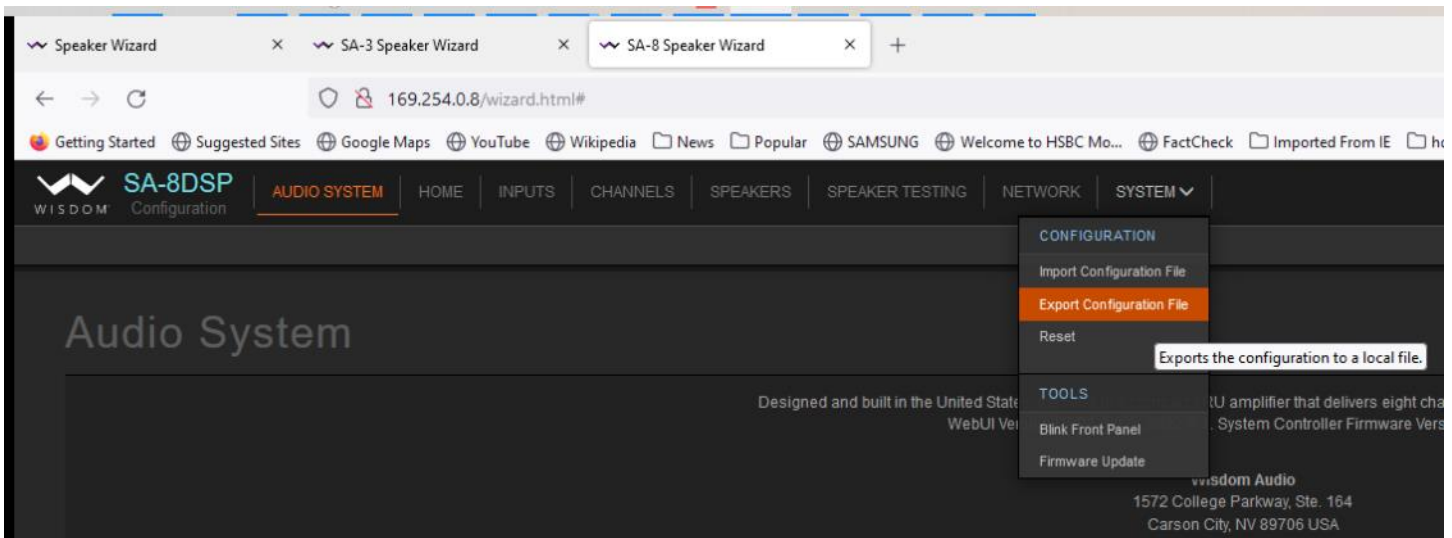 Speaker Wizard × SA-3 Speaker Wizard × SA-8 Speaker Wizard × +
169.254.0.8/wizard.html#
Getting Started Suggested Sites Google Maps YouTube Wikipedia News Popular SAMSUNG Welcome to HSBC Mo... FactCheck Imported From IE
WISDOM
SA-8DSP
Configuration
AUDIO SYSTEM HOME INPUTS CHANNELS SPEAKERS SPEAKER TESTING NETWORK SYSTEM
CONFIGURATION
Import Configuration File
Export Configuration File
Reset
Exports the configuration to a local file.
TOOLS
Blink Front Panel
Firmware Update
Audio System
Designed and built in the United State RU amplifier that delivers eight cha
WebUI Ve . System Controller Firmware Vers
Wisdom Audio
1572 College Parkway, Ste. 164
Carson City, NV 89706 USA